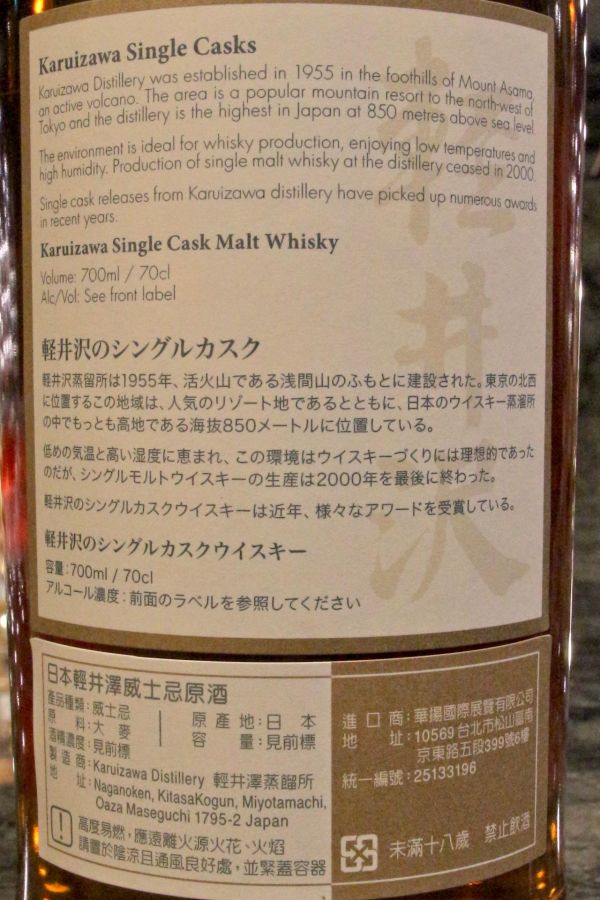 Karuizawa Single Casks
Karuizawa Distillery was established in 1955 in the foothills of Mount Asama,
an active volcano. The area is a popular mountain resort to the north-west of
Tokyo and the distillery is the highest in Japan at 850 metres above sea level.
The environment is ideal for whisky production, enjoying low temperatures and
high humidity. Production of single malt whisky at the distillery ceased in 2000.
Single cask releases from Karuizawa distillery have picked up numerous awards
in recent years.
Karuizawa Single Cask Malt Whisky
Volume: 700ml / 70cl
Alc/Vol: See front label
軽井沢のシングルカスク
軽井沢蒸留所は1955年、活火山である浅間山のふもとに建設された。東京の北西
に位置するこの地域は、人気のリゾート地であるとともに、日本のウイスキー蒸溜所
の中でもっとも高地である海抜850メートルに位置している。
低めの気温と高い湿度に恵まれ、この環境はウイスキーづくりには理想的であった
のだが、シングルモルトウイスキーの生産は2000年を最後に終わった。
軽井沢のシングルカスクウイスキーは近年、様々なアワードを受賞している。
軽井沢のシングルカスクウイスキー
容量:700ml / 70cl
アルコール濃度:前面のラベルを参照してください
軽井沢
日本輕井澤威士忌原酒
產品種類:威士忌
原料:大麥
酒精濃度:見前標
原產地:日本
容量:見前標
製造商:Karuizawa Distillery 輕井澤蒸餾所
地址:Naganoken, KitasaKogun, Miyotamachi,
Oaza Maseguchi 1795-2 Japan
高度易燃,應遠離火源火花、火焰
請置於陰涼且通風良好處,並緊蓋容器
進口商:華揚國際展覽有限公司
地址:10569台北市松山區南
京東路五段399號6樓
統一編號:25133196
未滿十八歲 禁止飲酒